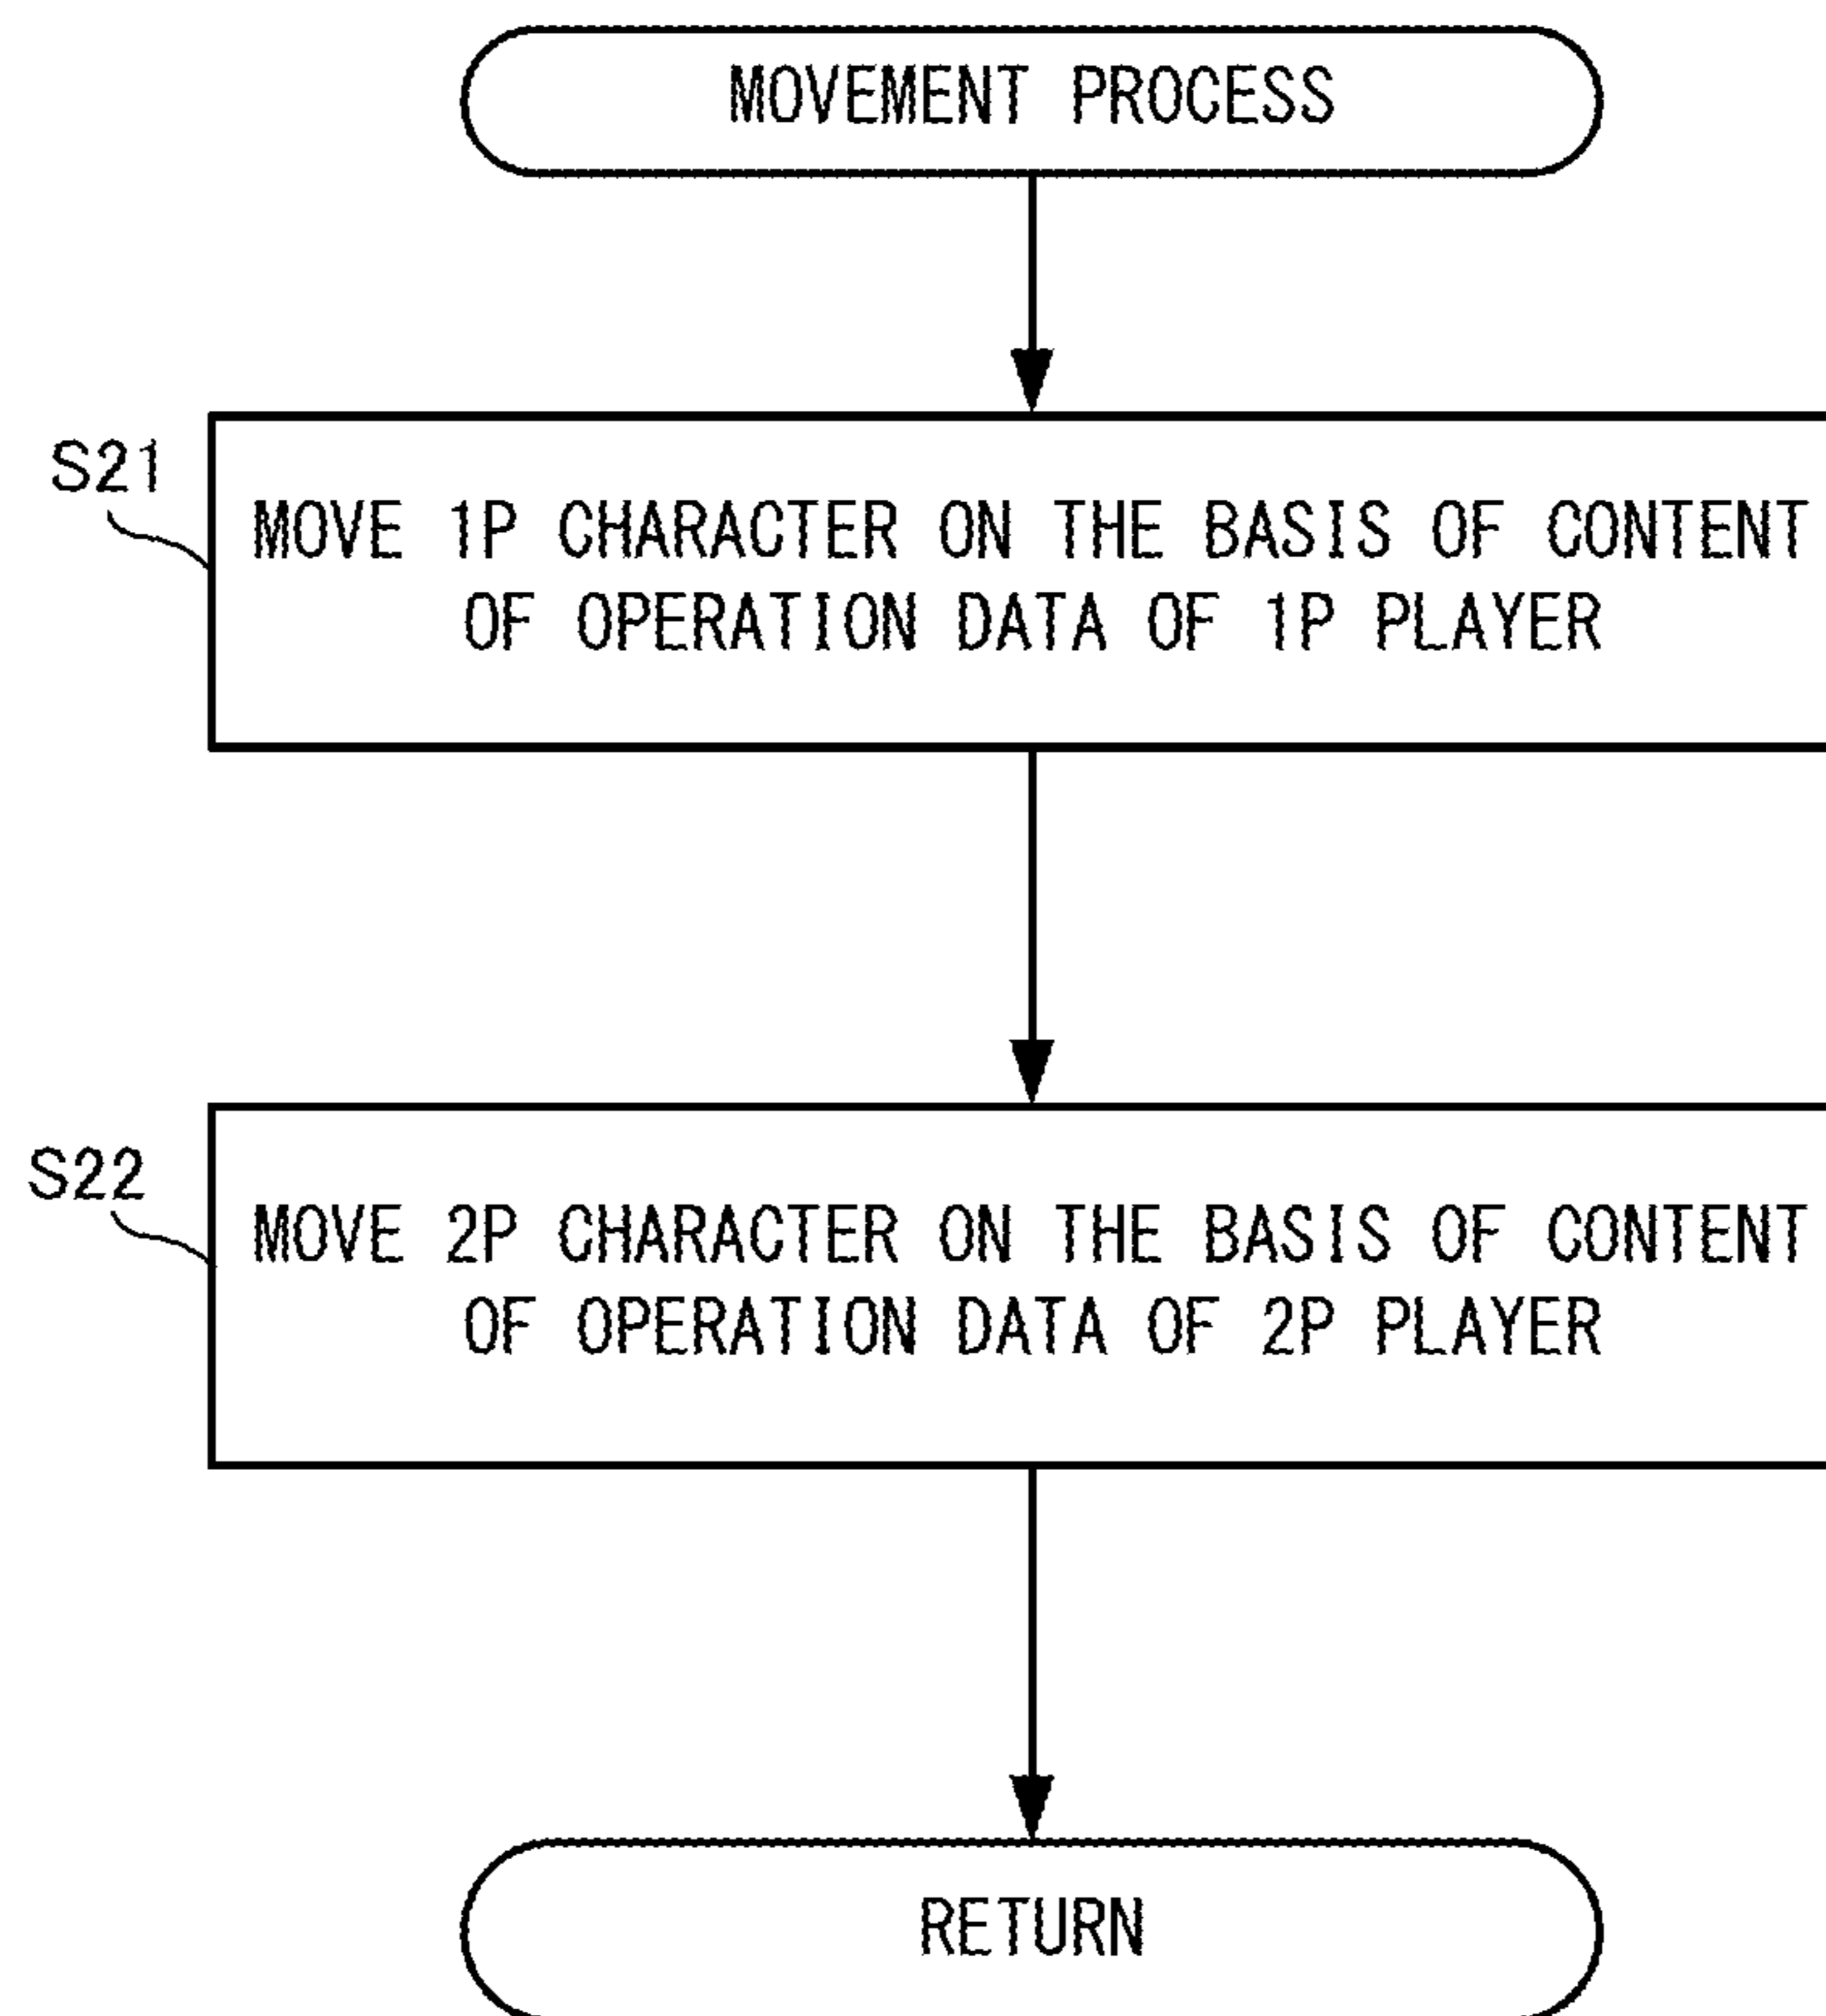 MOVEMENT PROCESS
S21
MOVE 1P CHARACTER ON THE BASIS OF CONTENT
OF OPERATION DATA OF 1P PLAYER
S22
MOVE 2P CHARACTER ON THE BASIS OF CONTENT
OF OPERATION DATA OF 2P PLAYER
RETURN